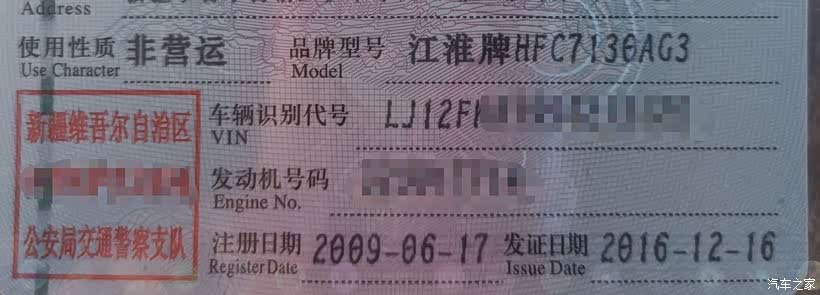 Address
使用性质 非营运 品牌型号 江淮牌HFC7130AG3
Use Character Model
新疆维吾尔自治区 车辆识别代号 LJ12F
VIN
发动机号码
Engine No.
公安局交通警察支队 注册日期 2009-06-17 发证日期 2016-12-16
Register Date Issue Date
汽车之家